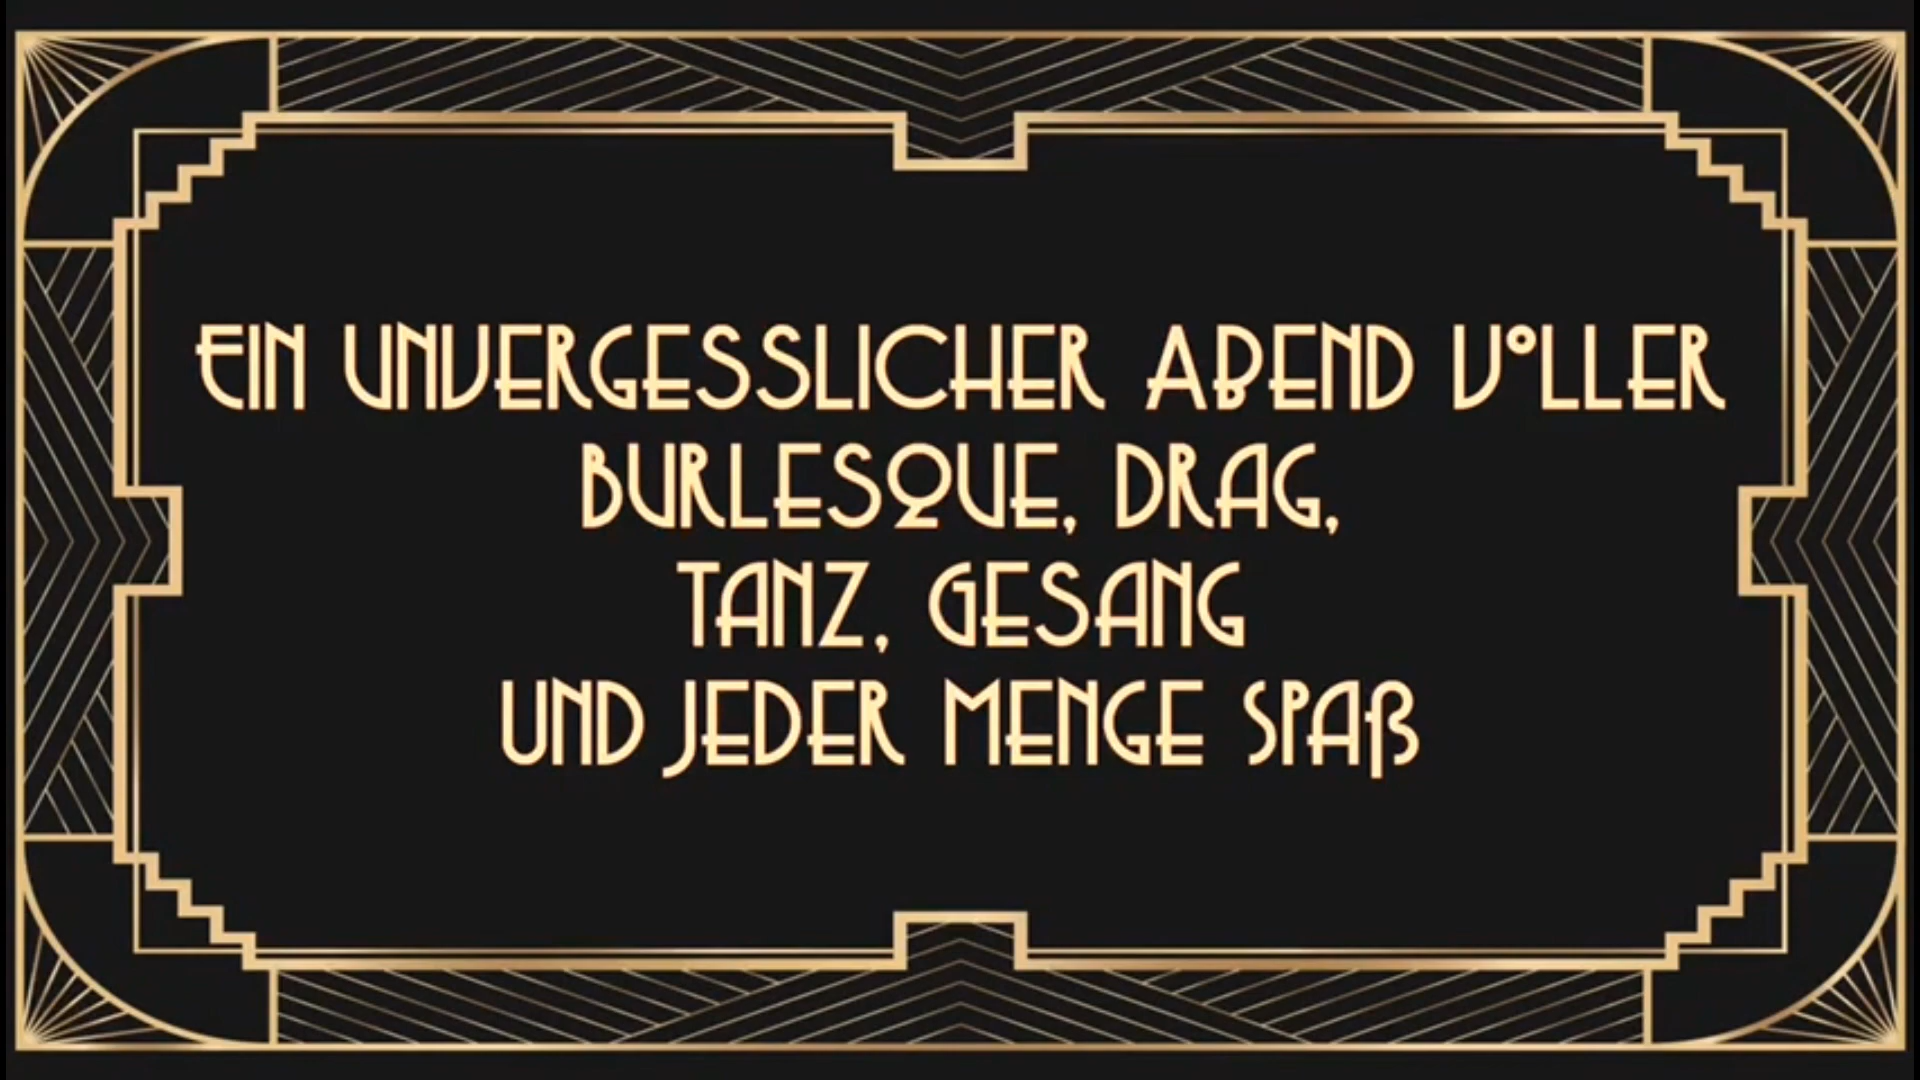 EIN UNVERGESSLICHER ABEND VOLLER
BURLESQUE, DRAG,
TANZ, GESANG
UND JEDER MENGE SPAß